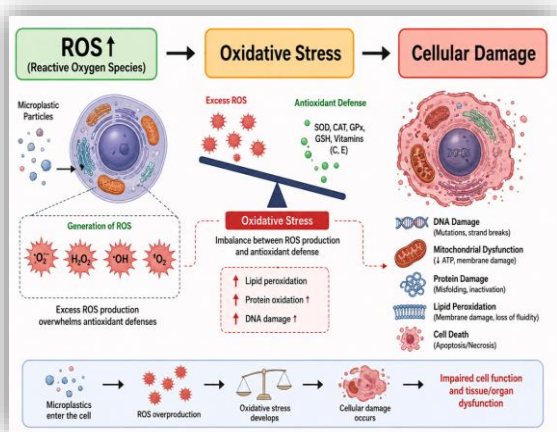 ROS ↑
(Reactive Oxygen Species)
Oxidative Stress
Cellular Damage
Microplastic
Particles
Generation of ROS
•O₂⁻
H₂O₂
•OH
¹O₂
Excess ROS production
overwhelms antioxidant defenses
Excess ROS
Antioxidant Defense
SOD, CAT, GPx,
GSH, Vitamins
(C, E)
Oxidative Stress
Imbalance between ROS production
and antioxidant defense
↑ Lipid peroxidation
↑ Protein oxidation ↑
↑ DNA damage ↑
DNA Damage
(Mutations, strand breaks)
Mitochondrial Dysfunction
(↓ ATP, membrane damage)
Protein Damage
(Misfolding, inactivation)
Lipid Peroxidation
(Membrane damage, loss of fluidity)
Cell Death
(Apoptosis/Necrosis)
Microplastics
enter the cell
ROS overproduction
Oxidative stress
develops
Cellular damage
occurs
Impaired cell function
and tissue/organ
dysfunction